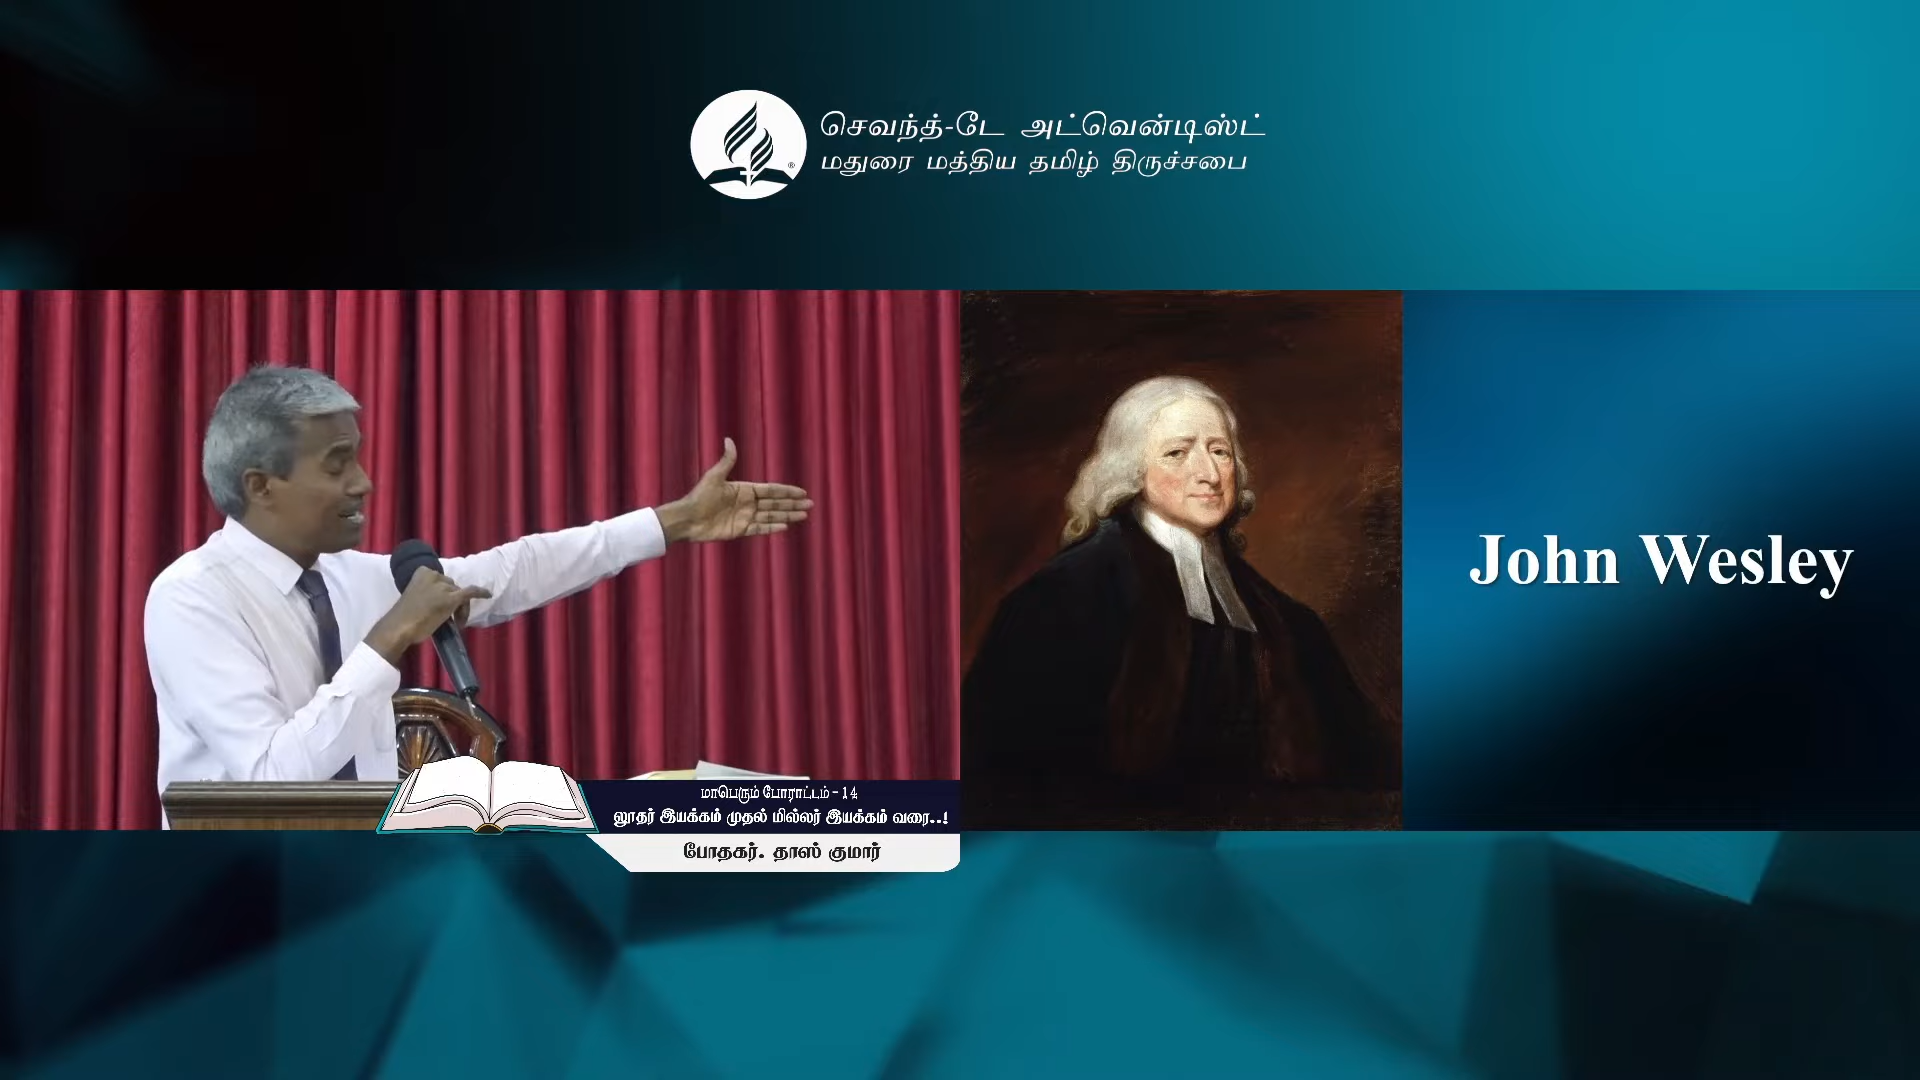 செவந்த்-டே அட்வென்டிஸ்ட்
மதுரை மத்திய தமிழ் திருச்சபை
®
John Wesley
மாபெரும் போராட்டம் - 14
லூதர் இயக்கம் முதல் மில்லர் இயக்கம் வரை..!
போதகர். தாஸ் குமார்